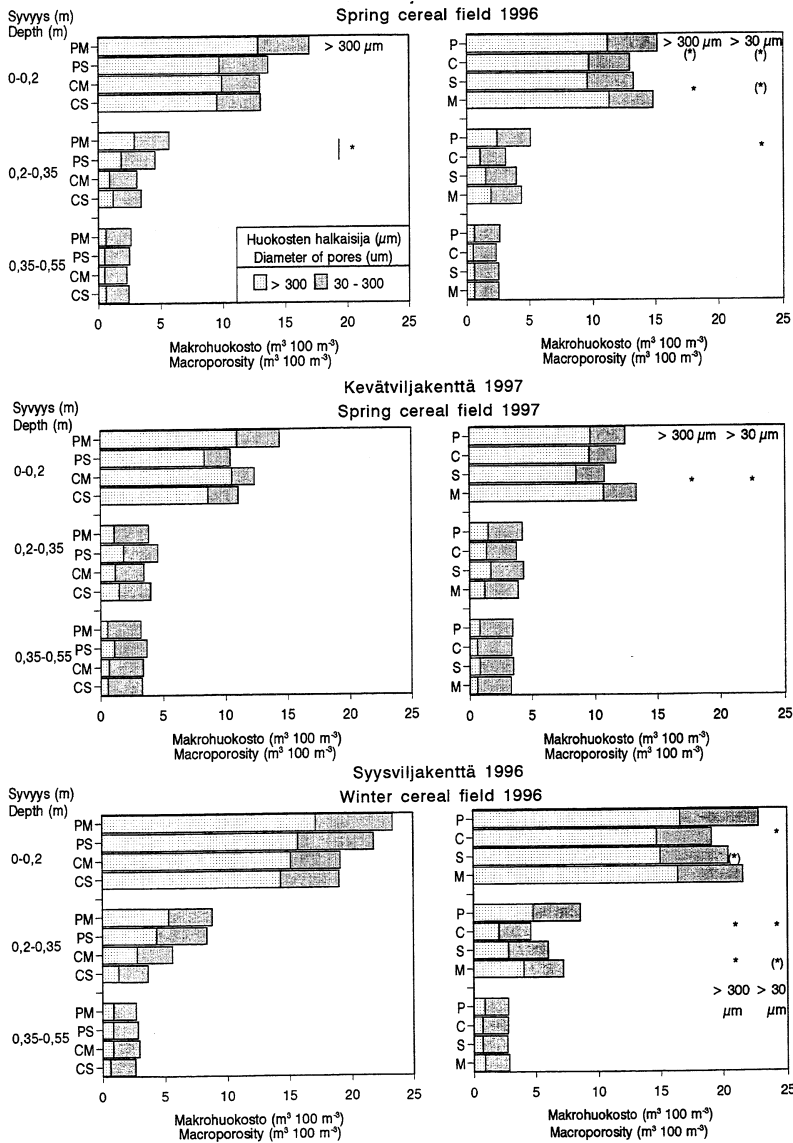 Spring cereal field 1996
Syvyys (m)
Depth (m)
0-0,2
PM
PS
CM
CS
> 300 µm
0,2-0,35
PM
PS
CM
CS
*
0,35-0,55
PM
PS
CM
CS
Huokosten halkaisija (µm)
Diameter of pores (um)
> 300
30 - 300
0 5 10 15 20 25
Makrohuokosto (m³ 100 m⁻³)
Macroporosity (m³ 100 m⁻³)
P
C
S
M
> 300 µm > 30 µm
(*) (*)
* (*)
P
C
S
M
*
P
C
S
M
0 5 10 15 20 25
Makrohuokosto (m³ 100 m⁻³)
Macroporosity (m³ 100 m⁻³)
Kevätviljakenttä 1997
Spring cereal field 1997
Syvyys (m)
Depth (m)
0-0,2
PM
PS
CM
CS
0,2-0,35
PM
PS
CM
CS
0,35-0,55
PM
PS
CM
CS
0 5 10 15 20 25
Makrohuokosto (m³ 100 m⁻³)
Macroporosity (m³ 100 m⁻³)
P
C
S
M
> 300 µm > 30 µm
* *
P
C
S
M
P
C
S
M
0 5 10 15 20 25
Makrohuokosto (m³ 100 m⁻³)
Macroporosity (m³ 100 m⁻³)
Syysviljakenttä 1996
Winter cereal field 1996
Syvyys (m)
Depth (m)
0-0,2
PM
PS
CM
CS
0,2-0,35
PM
PS
CM
CS
0,35-0,55
PM
PS
CM
CS
0 5 10 15 20 25
Makrohuokosto (m³ 100 m⁻³)
Macroporosity (m³ 100 m⁻³)
P
C
S
M
*
(*)
P
C
S
M
* *
* (*)
> 300 > 30
µm µm
P
C
S
M
0 5 10 15 20 25
Makrohuokosto (m³ 100 m⁻³)
Macroporosity (m³ 100 m⁻³)